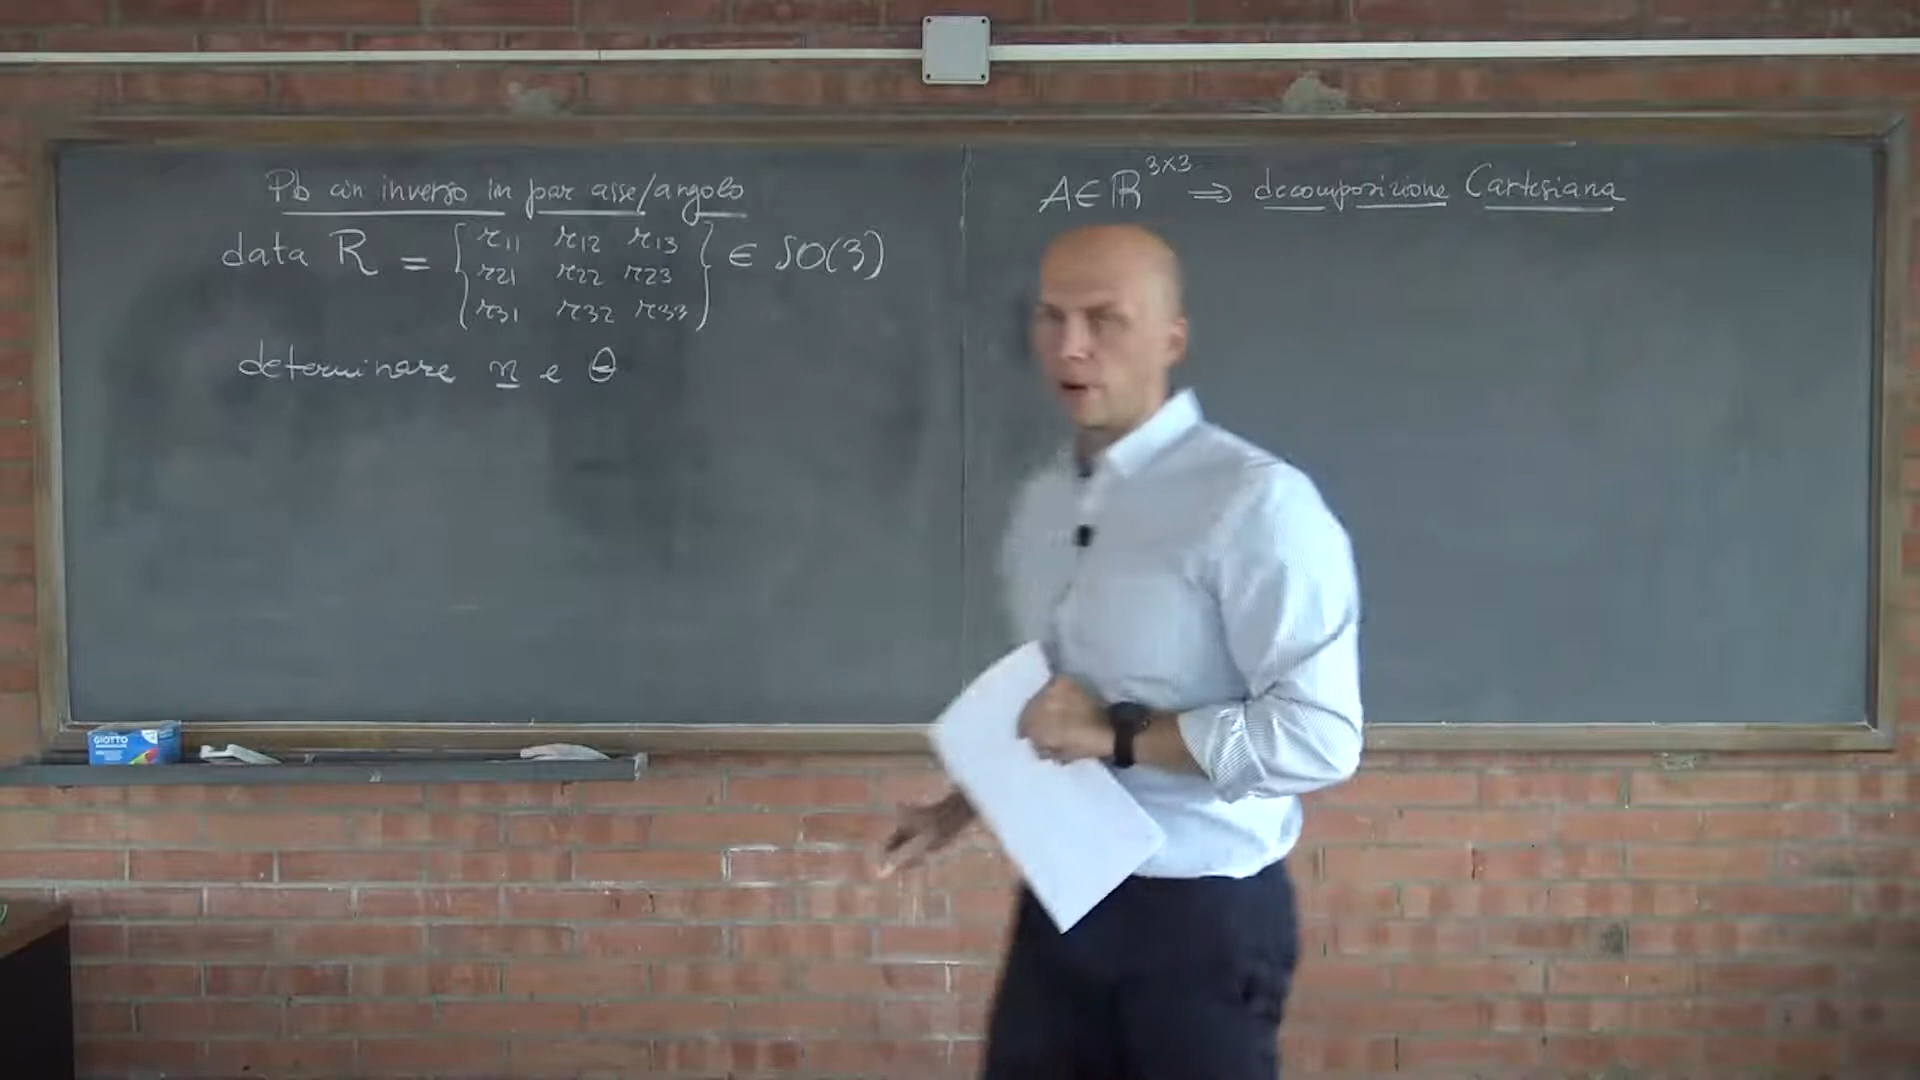 Pb cin inverso in par asse/angolo
data R = [r11 r12 r13
r21 r22 r23
r31 r32 r33] ∈ SO(3)
determinare n e θ
A∈ℝ^3×3 ⇒ decomposizione Cartesiana
GIOTTO